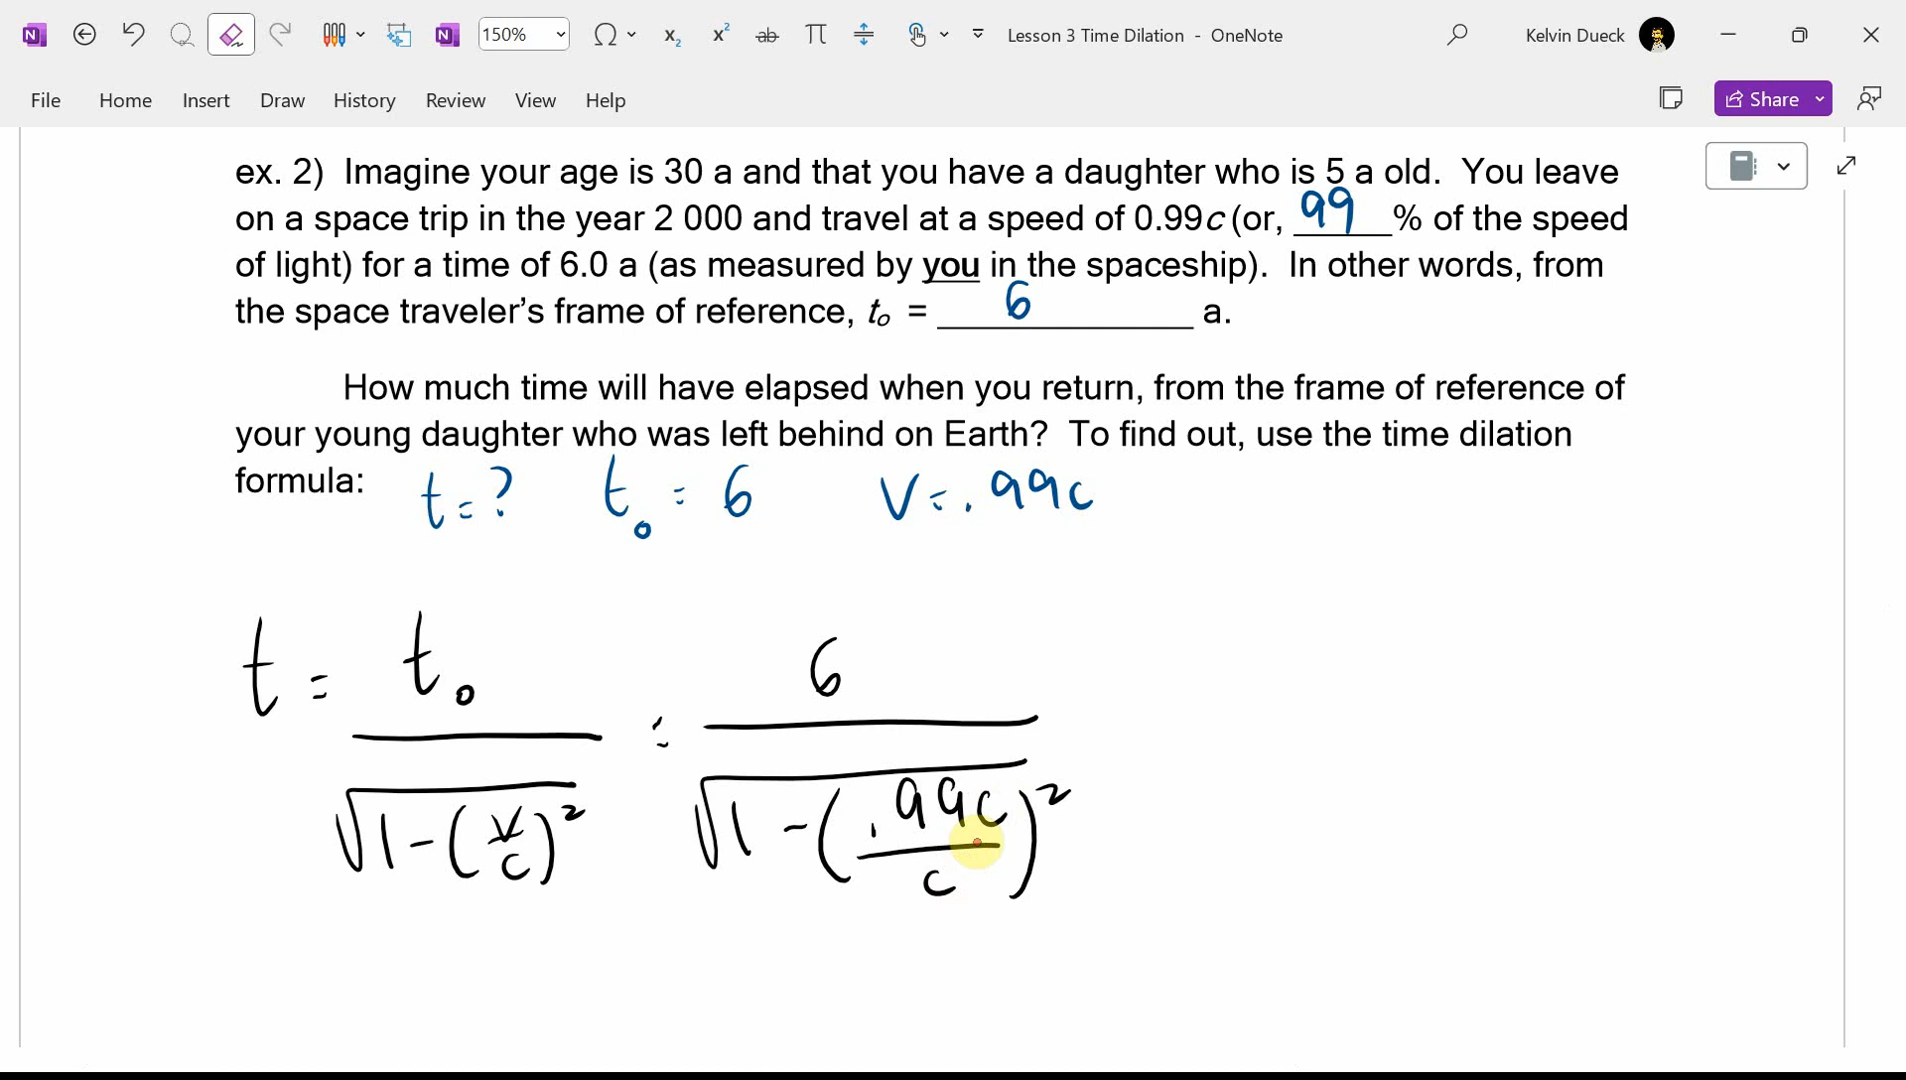 150% Ω x₂ x² ab π Lesson 3 Time Dilation - OneNote Kelvin Dueck
File Home Insert Draw History Review View Help Share
ex. 2) Imagine your age is 30 a and that you have a daughter who is 5 a old. You leave
on a space trip in the year 2 000 and travel at a speed of 0.99c (or, 99 % of the speed
of light) for a time of 6.0 a (as measured by you in the spaceship). In other words, from
the space traveler’s frame of reference, t₀ = 6 a.
How much time will have elapsed when you return, from the frame of reference of
your young daughter who was left behind on Earth? To find out, use the time dilation
formula: t = ? t₀ = 6 v = .99c
t = t₀ / √(1 - (v/c)²) = 6 / √(1 - (.99c/c)²)